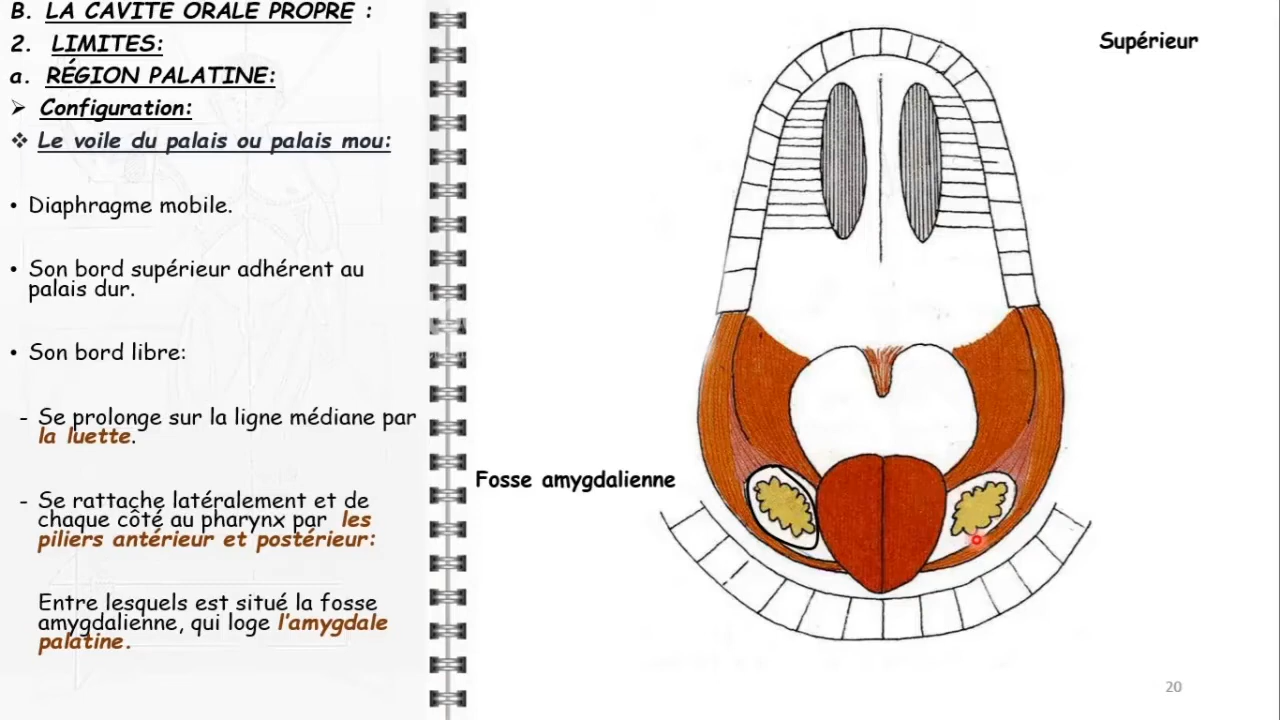 B. LA CAVITE ORALE PROPRE :
2. LIMITES:
a. RÉGION PALATINE:
➤ Configuration:
❖ Le voile du palais ou palais mou:
• Diaphragme mobile.
• Son bord supérieur adhérent au
palais dur.
• Son bord libre:
- Se prolonge sur la ligne médiane par
la luette.
- Se rattache latéralement et de
chaque côté au pharynx par les
piliers antérieur et postérieur:
Entre lesquels est situé la fosse
amygdalienne, qui loge l'amygdale
palatine.
Supérieur
Fosse amygdalienne
20